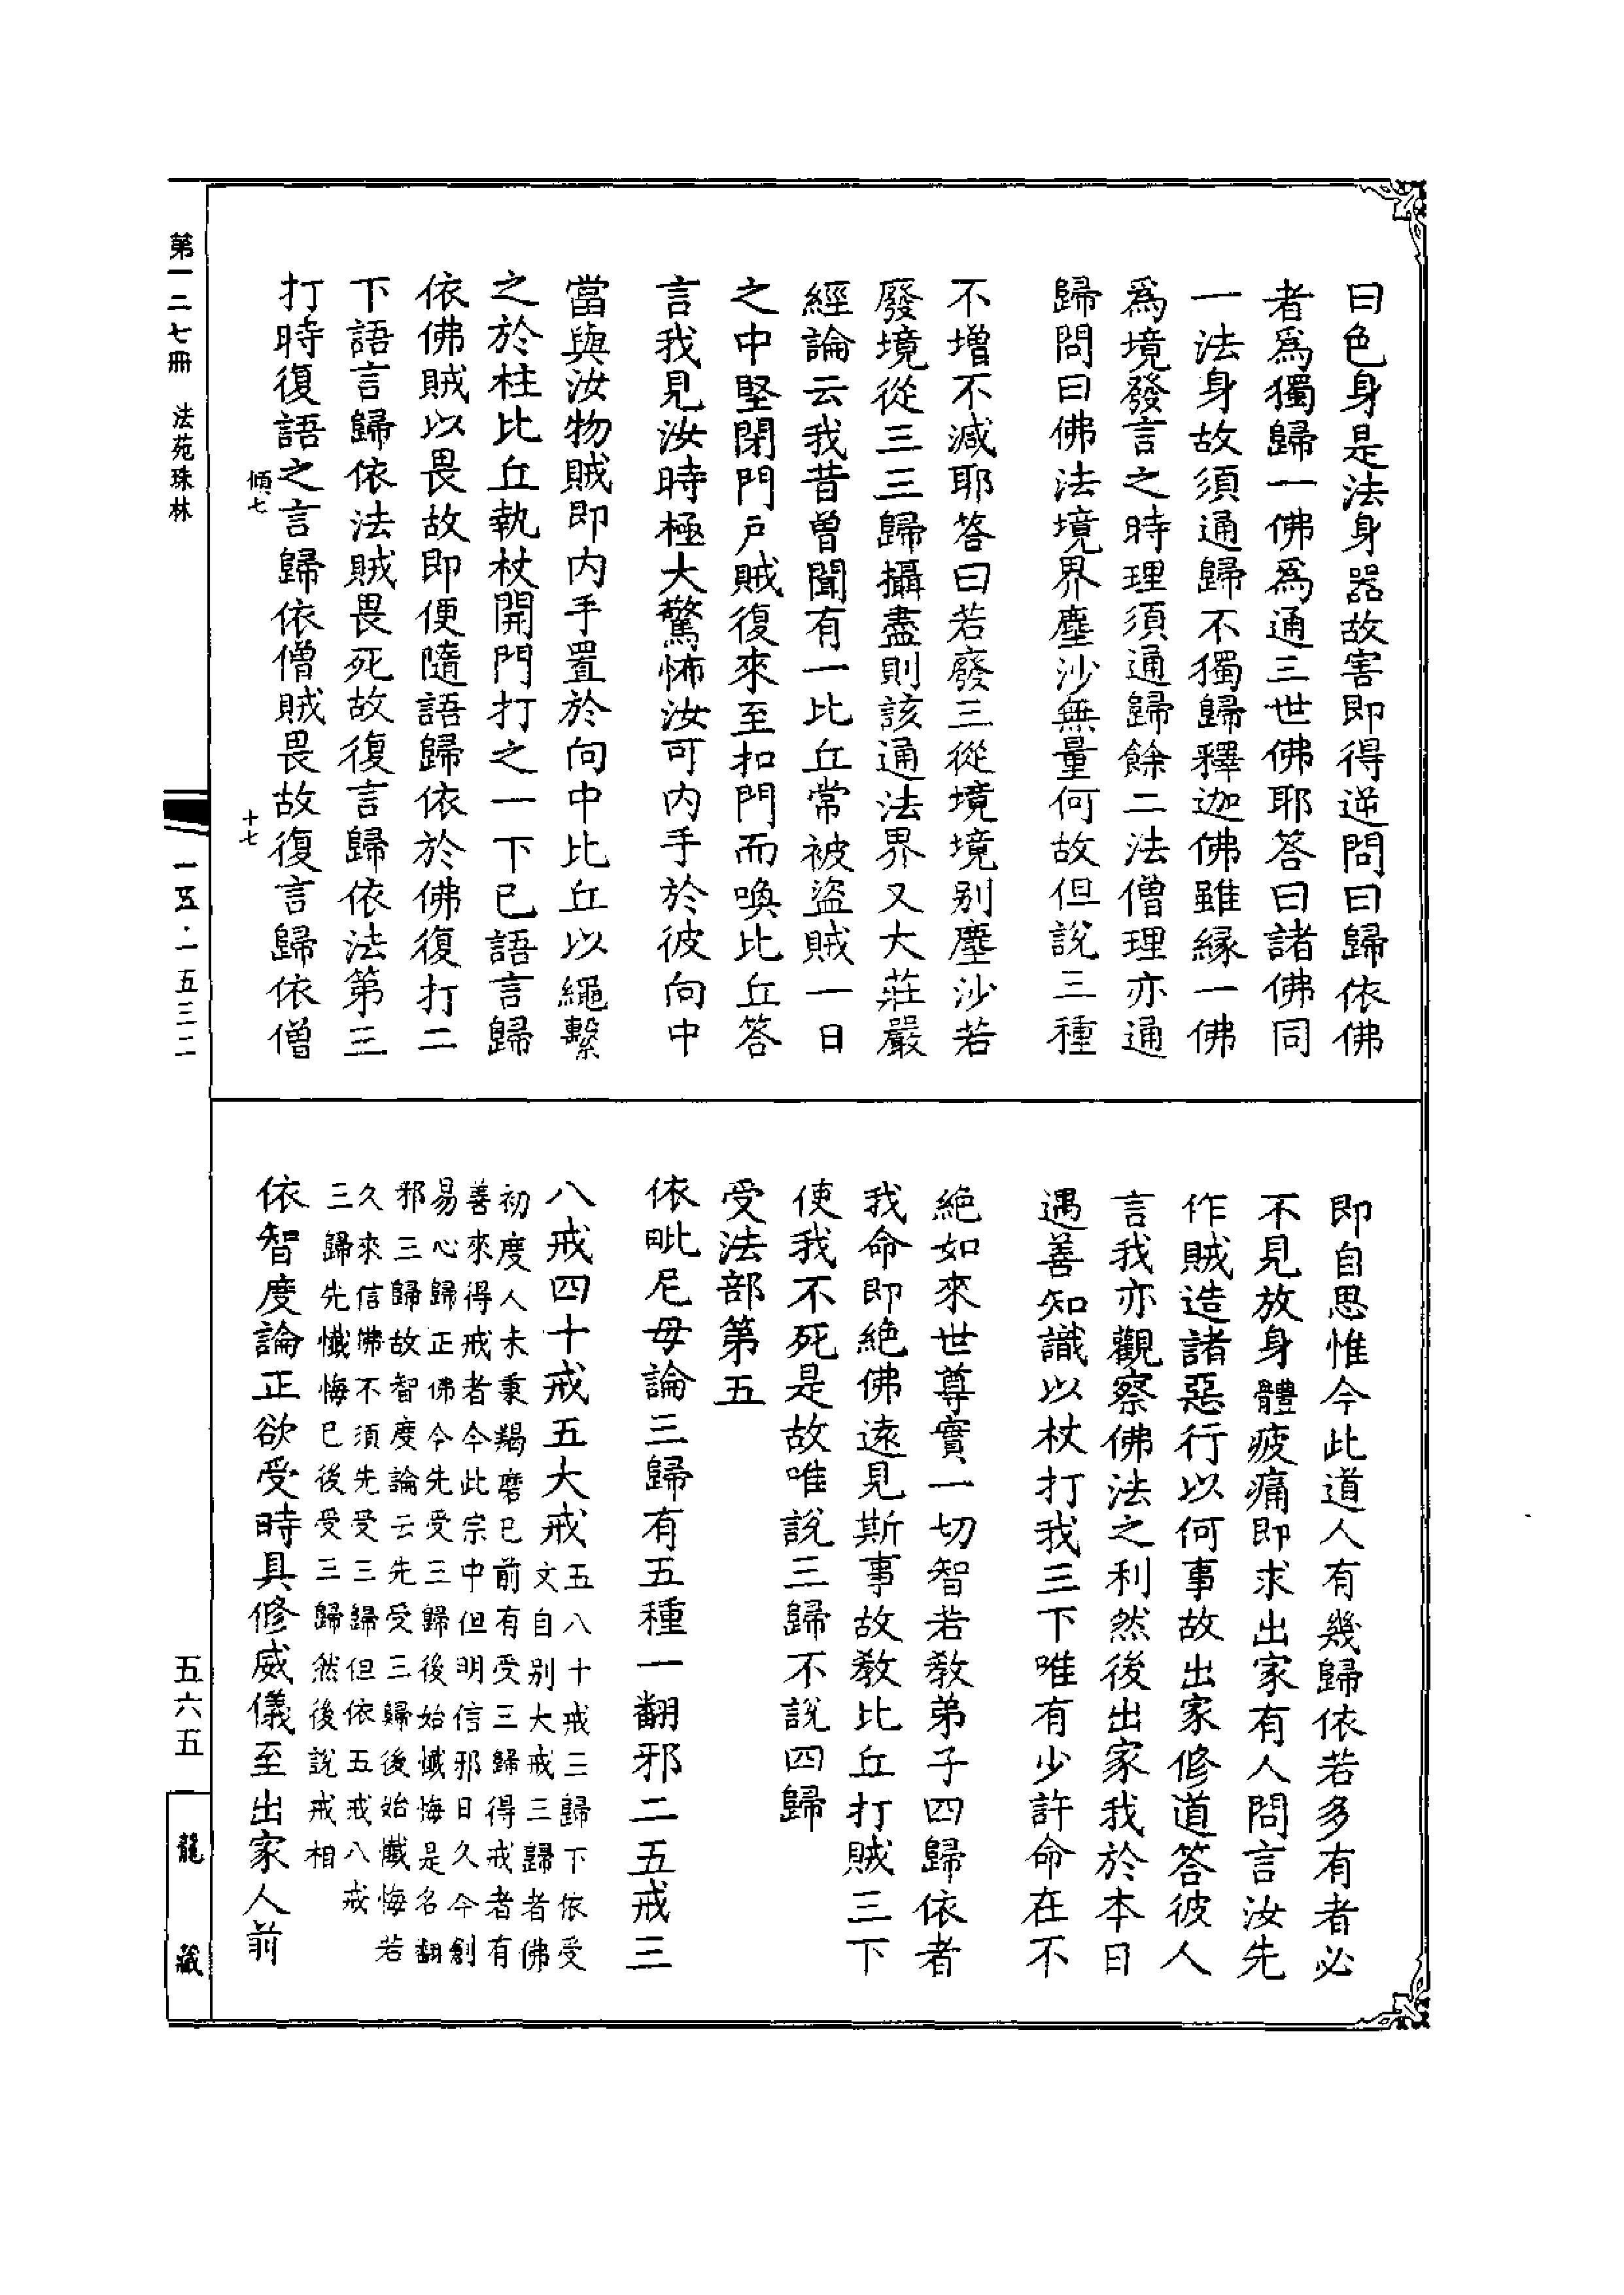 曰色身是法身器故害即得逆問曰歸依佛
者爲獨歸一佛爲通三世佛耶答曰諸佛同
一法身故須通歸不獨歸釋迦佛雖緣一佛
爲境發言之時理須通歸餘二法僧理亦通
歸問曰佛法境界塵沙無量何故但說三種
不增不減耶答曰若廢三從境境别塵沙若
廢境從三三歸攝盡則該通法界又大莊嚴
經論云我昔曾聞有一比丘常被盜賊一日
之中堅閉門戶賊復來至扣門而喚比丘答
言我見汝時極大驚怖汝可内手於彼向中
當與汝物賊即内手置於向中比丘以繩繫
之於柱比丘執杖開門打之一下已語言歸
依佛賊以畏故即便隨語歸依於佛復打二
下語言歸依法賊畏死故復言歸依法第三
打時復語之言歸依僧賊畏故復言歸依僧
即自思惟今此道人有幾歸依若多有者必
不見放身體疲痛即求出家有人問言汝先
作賊造諸惡行以何事故出家修道答彼人
言我亦觀察佛法之利然後出家我於本日
遇善知識以杖打我三下唯有少許命在不
絶如來世尊實一切智若教弟子四歸依者
我命即絶佛遠見斯事故教比丘打賊三下
使我不死是故唯說三歸不説四歸
受法部第五
依毗尼毋論三歸有五種一翻邪二五戒三
八戒四十戒五大戒
五八十戒三歸下依受
文自别大戒三歸者佛
初度人未秉羯磨已前有受三歸得戒者有
善來得戒者今此宗中但明信邪日久今創
易心歸正佛今先受三歸後始懺悔是名翻
邪三歸故智度論云先受三歸後始懺悔若
久來信佛不須先受三歸但依五戒八戒
三歸先懺悔已後受三歸然後說戒相
依智度論正欲受時具修威儀至出家人前
第一二七冊 法苑珠林
傾七
十七
一五·一五三二
五六五
龍藏